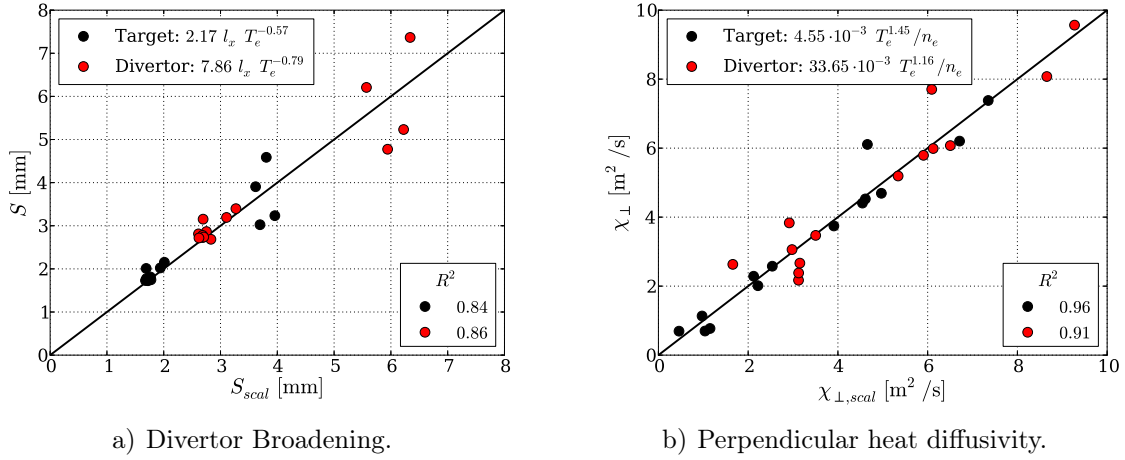 8
7
6
5
4
3
2
1
0
S [mm]
Target: 2.17 l_x T_e^{-0.57}
Divertor: 7.86 l_x T_e^{-0.79}
R^2
0.84
0.86
0 1 2 3 4 5 6 7 8
S_{scal} [mm]
a) Divertor Broadening.
10
8
6
4
2
0
χ_⊥ [m^2 /s]
Target: 4.55·10^{-3} T_e^{1.45}/n_e
Divertor: 33.65·10^{-3} T_e^{1.16}/n_e
R^2
0.96
0.91
0 2 4 6 8 10
χ_{⊥,scal} [m^2 /s]
b) Perpendicular heat diffusivity.